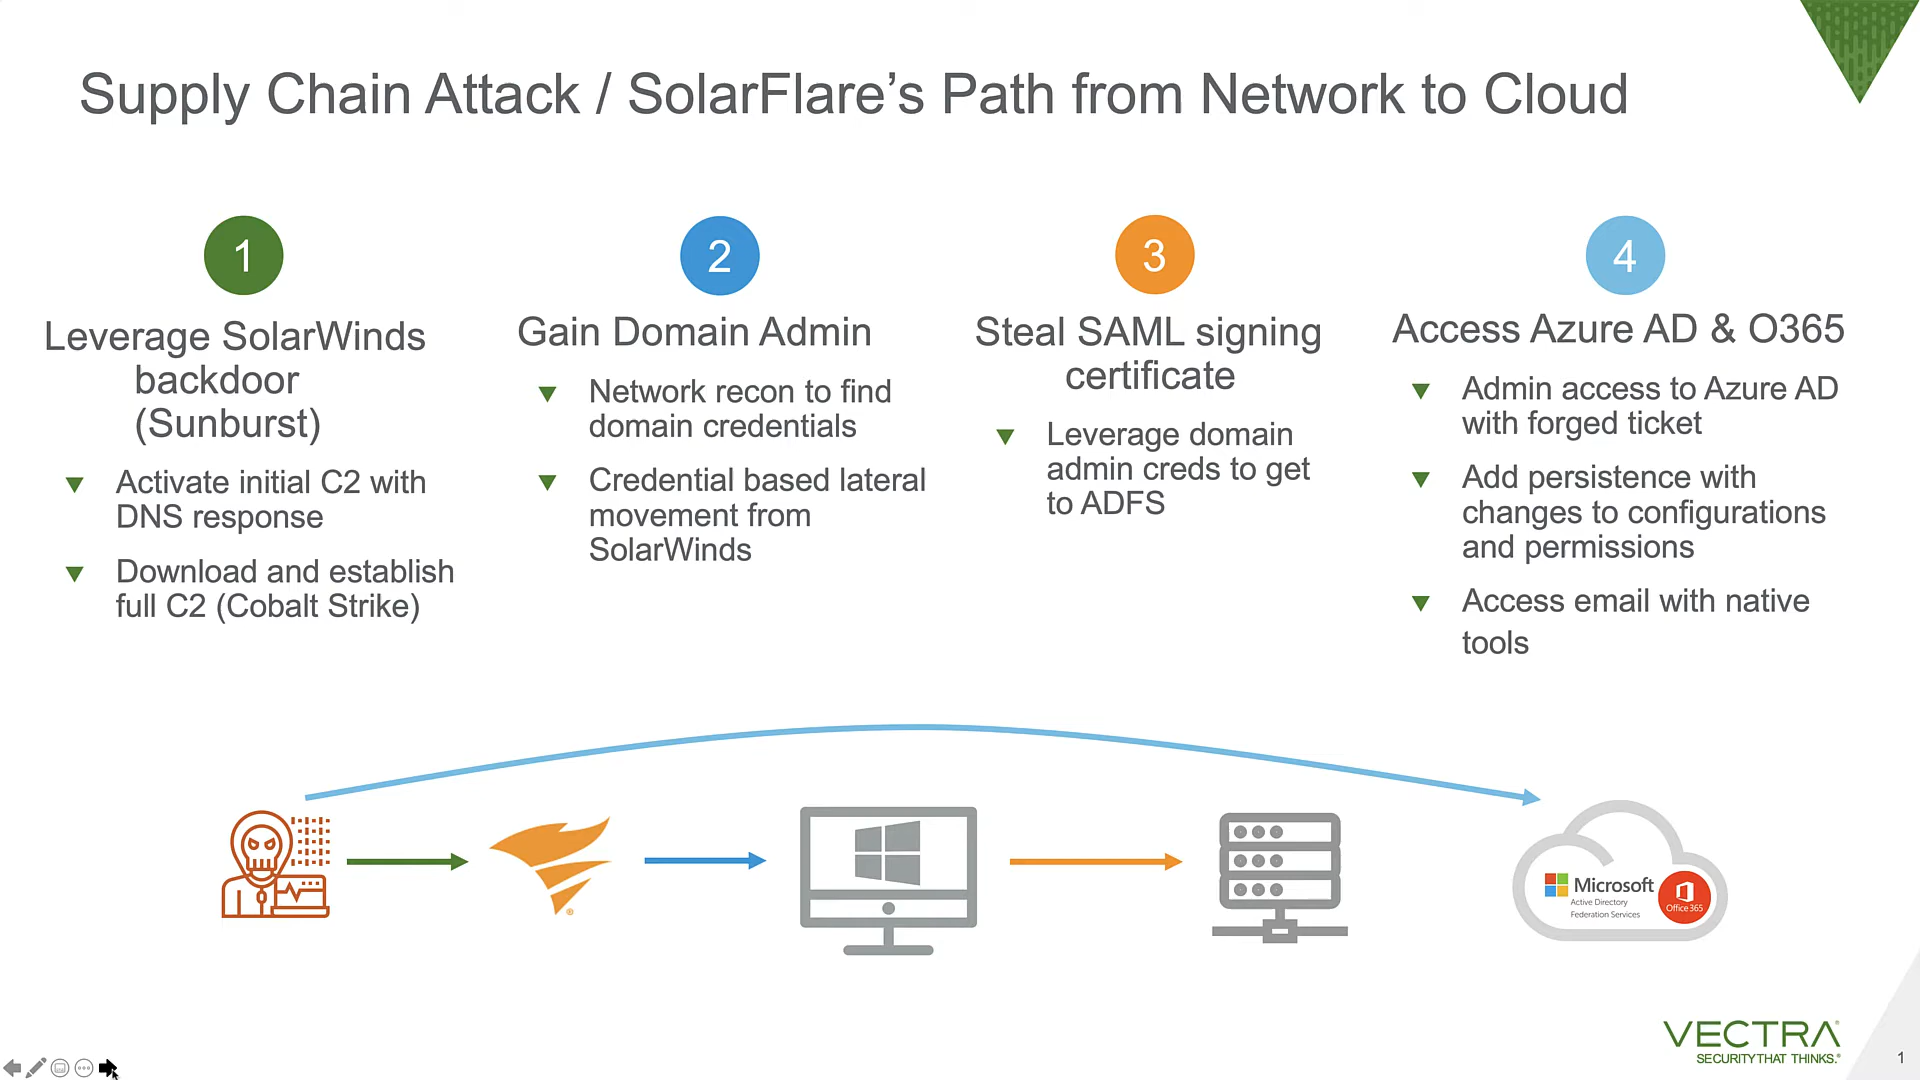 Supply Chain Attack / SolarFlare’s Path from Network to Cloud
1
Leverage SolarWinds
backdoor
(Sunburst)
Activate initial C2 with
DNS response
Download and establish
full C2 (Cobalt Strike)
2
Gain Domain Admin
Network recon to find
domain credentials
Credential based lateral
movement from
SolarWinds
3
Steal SAML signing
certificate
Leverage domain
admin creds to get
to ADFS
4
Access Azure AD & O365
Admin access to Azure AD
with forged ticket
Add persistence with
changes to configurations
and permissions
Access email with native
tools
Microsoft
Active Directory
Federation Services
Office 365
VECTRA®
SECURITY THAT THINKS.®
1